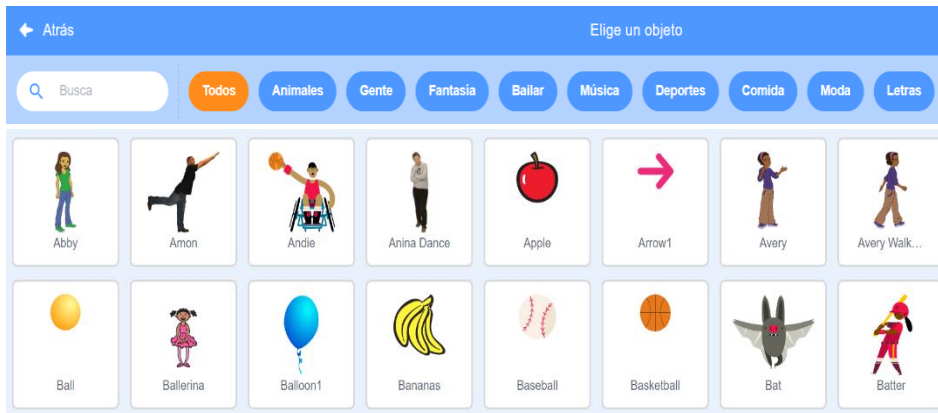 Atrás Elige un objeto
Busca Todos Animales Gente Fantasía Bailar Música Deportes Comida Moda Letras
Abby Amon Andie Anina Dance Apple Arrow1 Avery Avery Walk...
Ball Ballerina Balloon1 Bananas Baseball Basketball Bat Batter